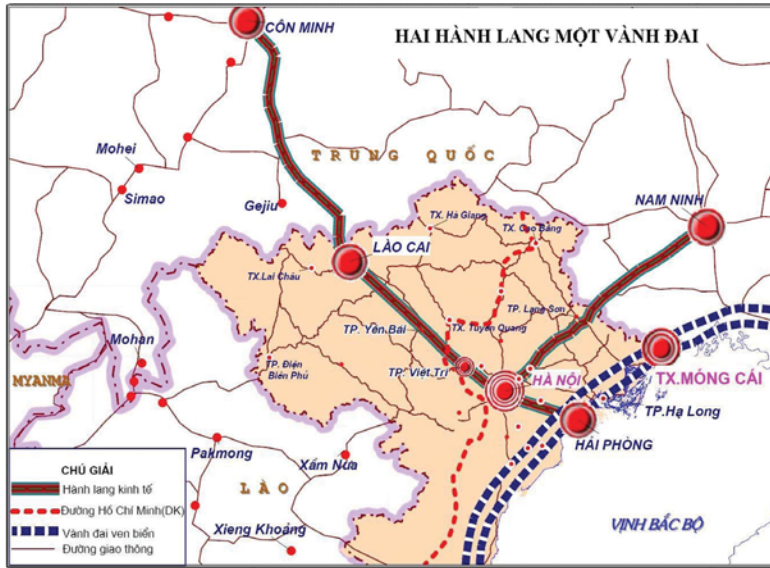 CÔN MINH
HAI HÀNH LANG MỘT VÀNH ĐAI
Mohei
TRUNG QUỐC
Simao
Gejiu
TX. Hà Giang
TX. Cao Bằng
NAM NINH
LÀO CAI
TX.Lai Châu
TP. Lạng Sơn
TP. Yên Bái
TX. Tuyên Quang
Mohan
TP. Điện
Biên Phủ
TP. Việt Trì
HÀ NỘI
TX.MÓNG CÁI
MYANMA
TP.Hạ Long
HẢI PHÒNG
Pakmong
Xầm Nưa
LÀO
Xieng Khoảng
VỊNH BẮC BỘ
CHÚ GIẢI
Hành lang kinh tế
Đường Hồ Chí Minh(DK)
Vành đai ven biển
Đường giao thông